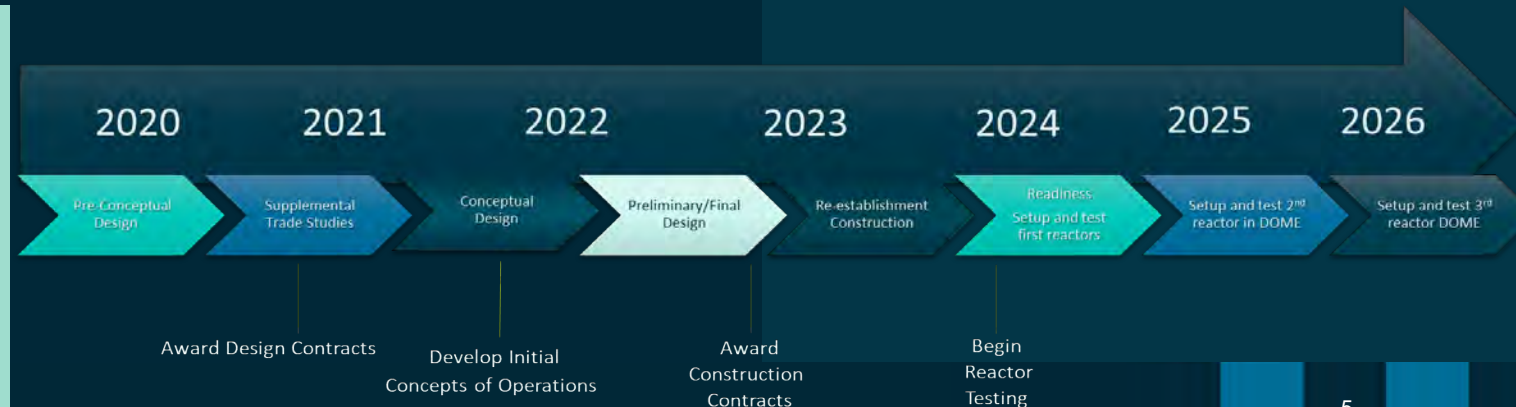 2020
2021
2022
2023
2024
2025
2026
Pre-Conceptual
Design
Supplemental
Trade Studies
Conceptual
Design
Preliminary/Final
Design
Re-establishment
Construction
Readiness
Setup and test
first reactors
Setup and test 2nd
reactor in DOME
Setup and test 3rd
reactor DOME
Award Design Contracts
Develop Initial
Concepts of Operations
Award
Construction
Contracts
Begin
Reactor
Testing
5